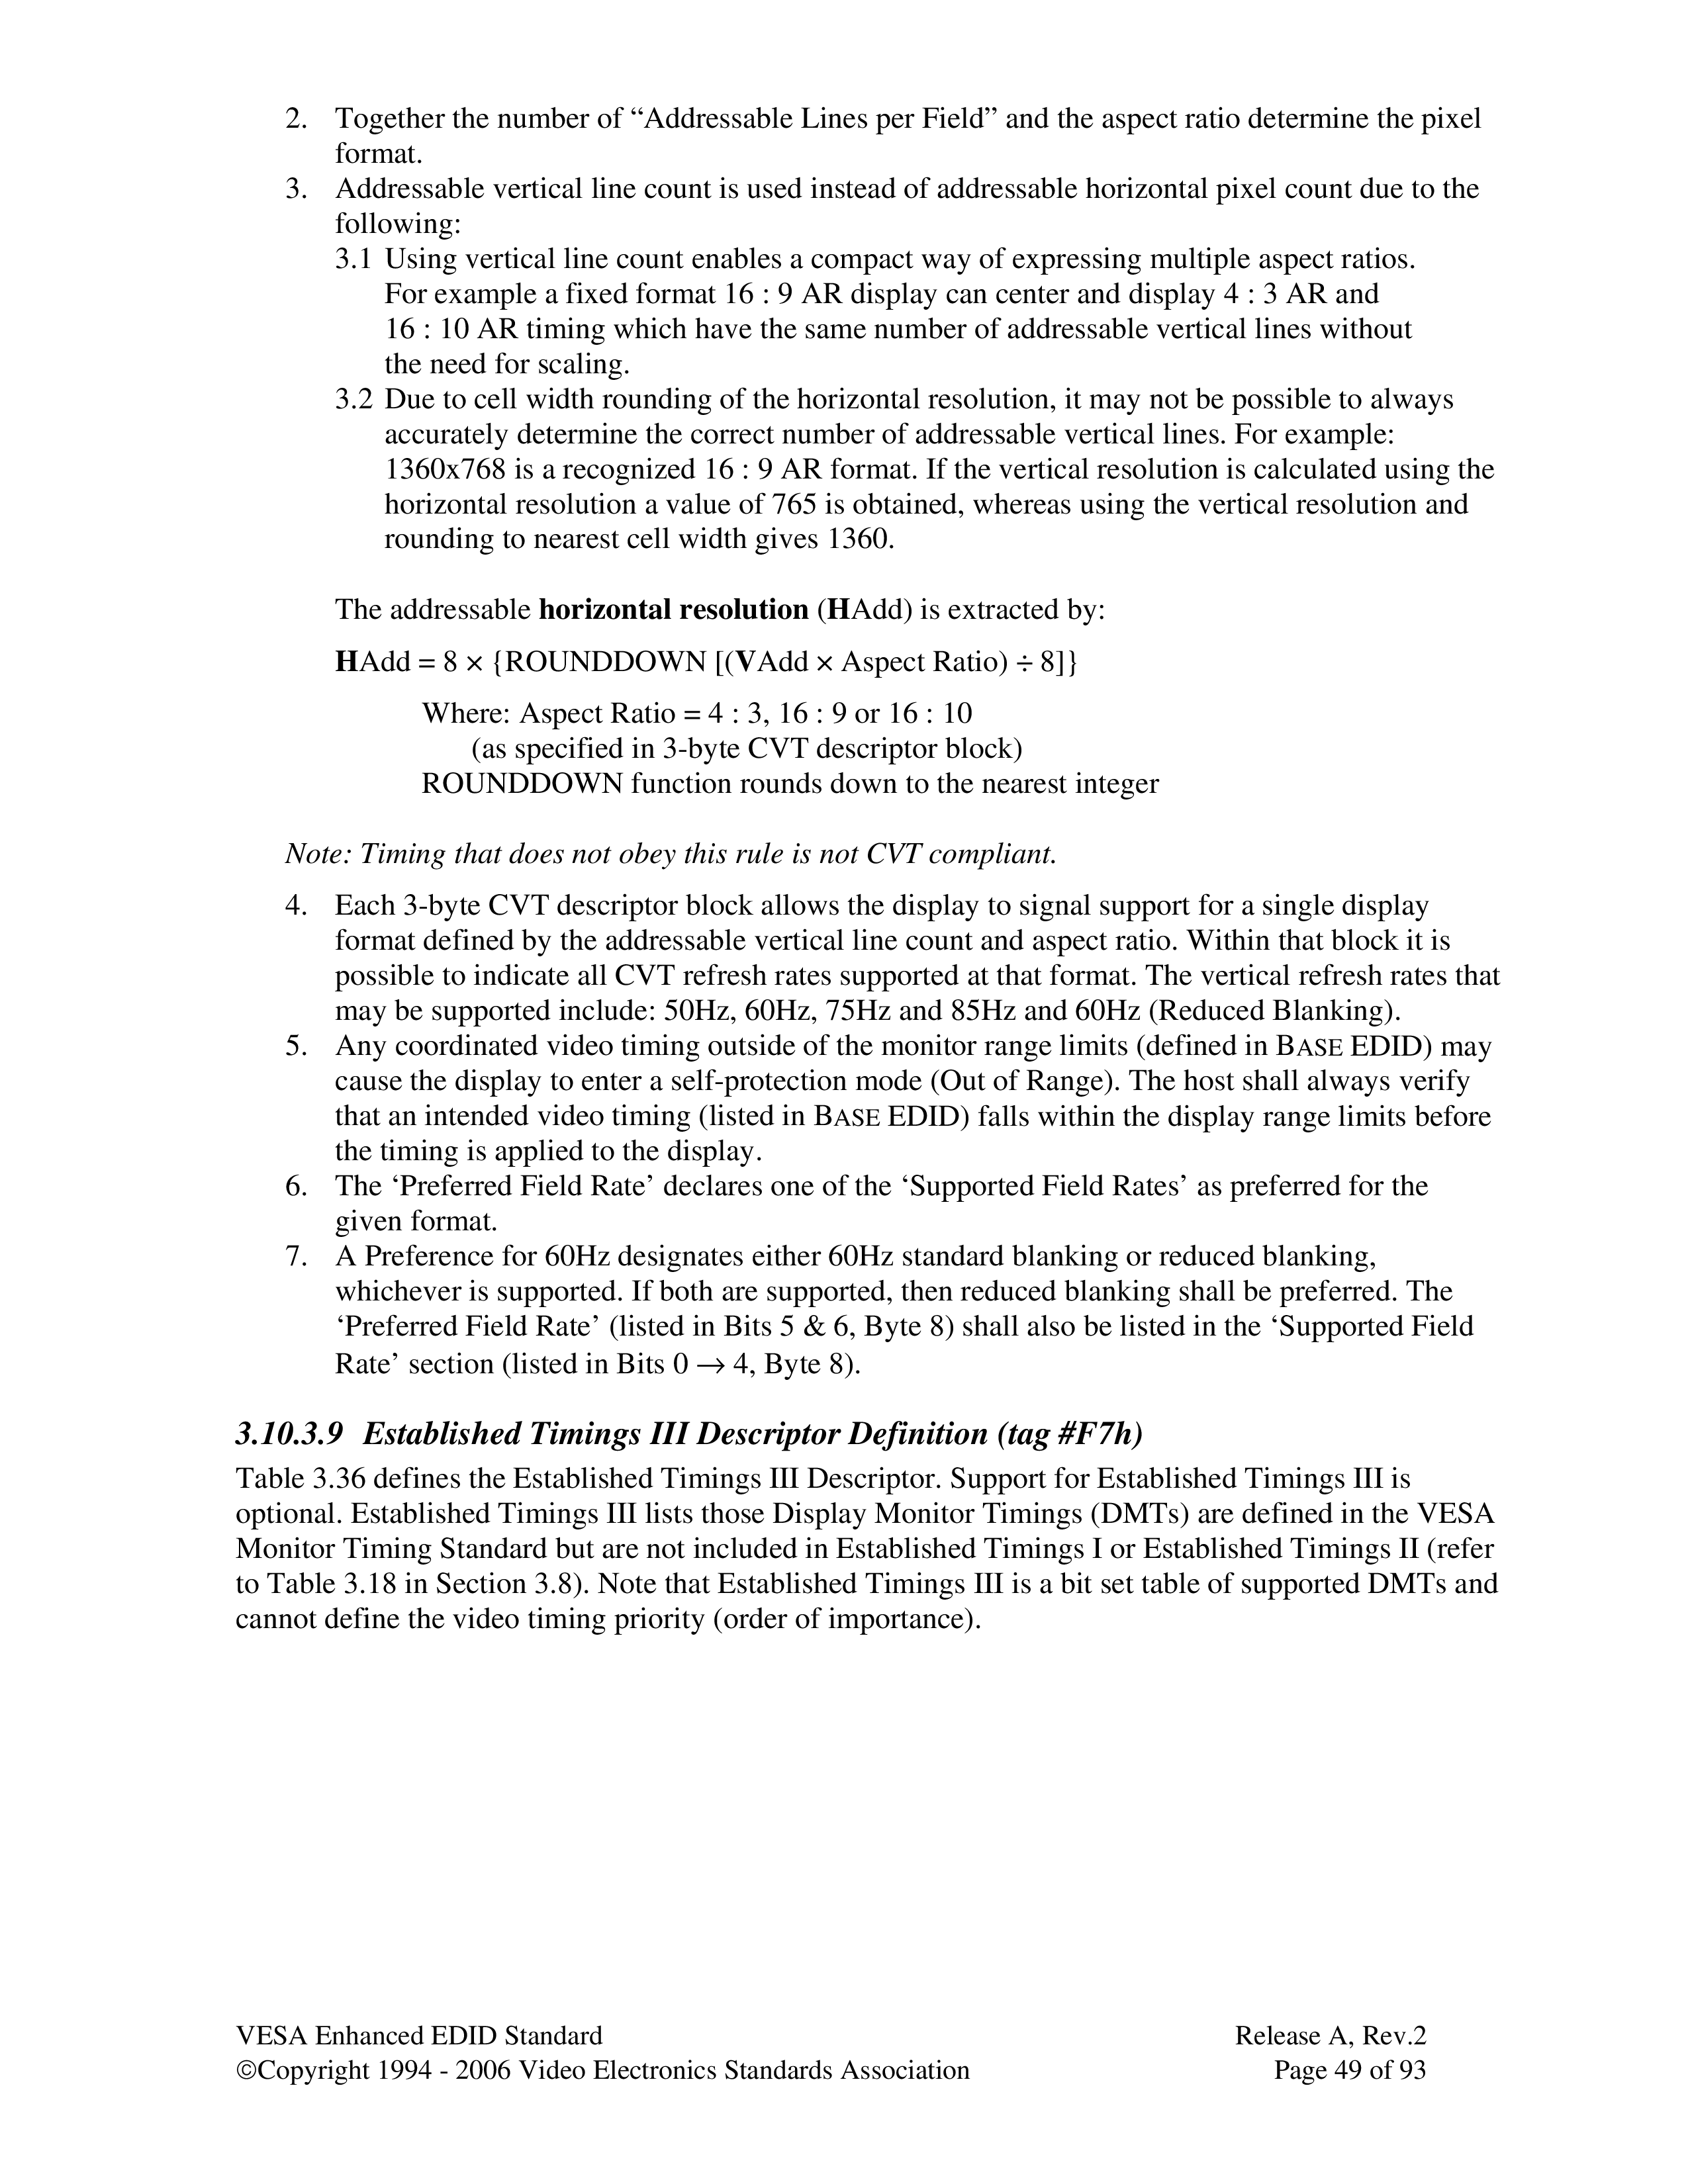 2. Together the number of “Addressable Lines per Field” and the aspect ratio determine the pixel
format.
3. Addressable vertical line count is used instead of addressable horizontal pixel count due to the
following:
3.1 Using vertical line count enables a compact way of expressing multiple aspect ratios.
For example a fixed format 16 : 9 AR display can center and display 4 : 3 AR and
16 : 10 AR timing which have the same number of addressable vertical lines without
the need for scaling.
3.2 Due to cell width rounding of the horizontal resolution, it may not be possible to always
accurately determine the correct number of addressable vertical lines. For example:
1360x768 is a recognized 16 : 9 AR format. If the vertical resolution is calculated using the
horizontal resolution a value of 765 is obtained, whereas using the vertical resolution and
rounding to nearest cell width gives 1360.
The addressable horizontal resolution (HAdd) is extracted by:
HAdd = 8 × {ROUNDDOWN [(VAdd × Aspect Ratio) ÷ 8]}
Where: Aspect Ratio = 4 : 3, 16 : 9 or 16 : 10
(as specified in 3-byte CVT descriptor block)
ROUNDDOWN function rounds down to the nearest integer
Note: Timing that does not obey this rule is not CVT compliant.
4. Each 3-byte CVT descriptor block allows the display to signal support for a single display
format defined by the addressable vertical line count and aspect ratio. Within that block it is
possible to indicate all CVT refresh rates supported at that format. The vertical refresh rates that
may be supported include: 50Hz, 60Hz, 75Hz and 85Hz and 60Hz (Reduced Blanking).
5. Any coordinated video timing outside of the monitor range limits (defined in BASE EDID) may
cause the display to enter a self-protection mode (Out of Range). The host shall always verify
that an intended video timing (listed in BASE EDID) falls within the display range limits before
the timing is applied to the display.
6. The ‘Preferred Field Rate’ declares one of the ‘Supported Field Rates’ as preferred for the
given format.
7. A Preference for 60Hz designates either 60Hz standard blanking or reduced blanking,
whichever is supported. If both are supported, then reduced blanking shall be preferred. The
‘Preferred Field Rate’ (listed in Bits 5 & 6, Byte 8) shall also be listed in the ‘Supported Field
Rate’ section (listed in Bits 0 → 4, Byte 8).
3.10.3.9 Established Timings III Descriptor Definition (tag #F7h)
Table 3.36 defines the Established Timings III Descriptor. Support for Established Timings III is
optional. Established Timings III lists those Display Monitor Timings (DMTs) are defined in the VESA
Monitor Timing Standard but are not included in Established Timings I or Established Timings II (refer
to Table 3.18 in Section 3.8). Note that Established Timings III is a bit set table of supported DMTs and
cannot define the video timing priority (order of importance).
VESA Enhanced EDID Standard Release A, Rev.2
©Copyright 1994 - 2006 Video Electronics Standards Association Page 49 of 93